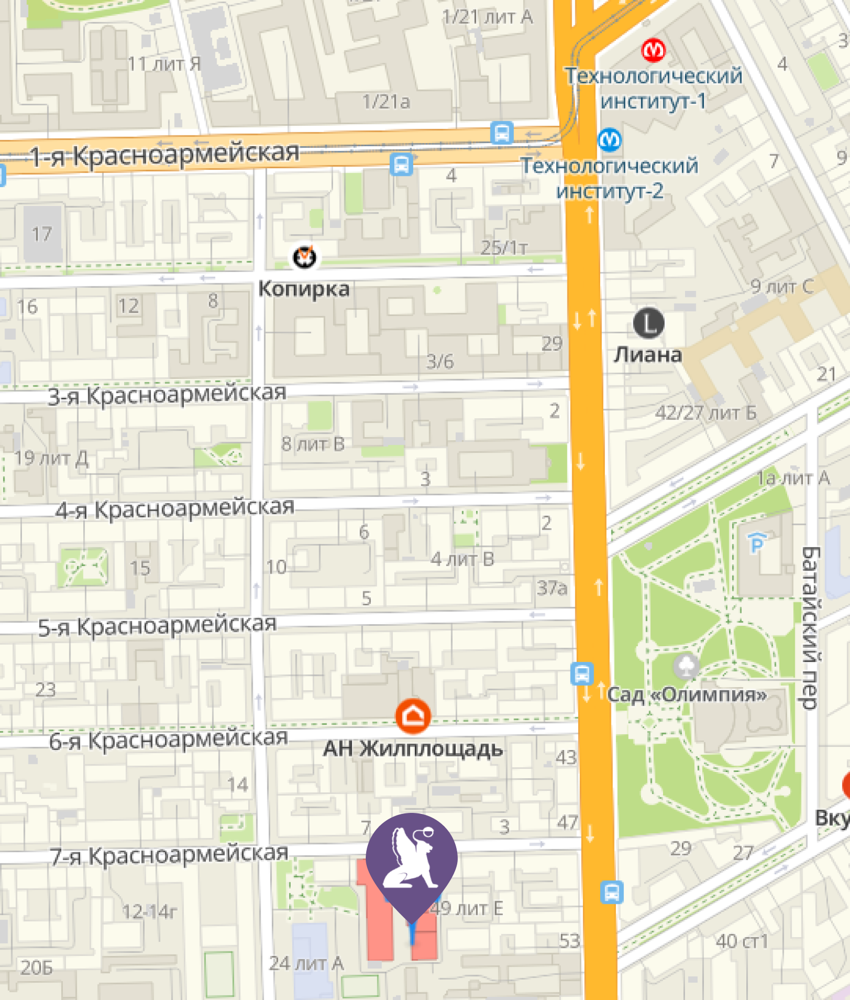 1/21 лит А
11 лит Я
4
Технологический
институт-1
1/21а
1-я Красноармейская
7
9
Технологический
институт-2
4
17
25/1т
Копирка
9 лит С
16
12
8
29
Лиана
3/6
21
3-я Красноармейская
2
42/27 лит Б
8 лит В
19 лит Д
3
1а лит А
4-я Красноармейская
2
6
P
4 лит В
10
15
37а
5
Батайский пер
5-я Красноармейская
23
Сад «Олимпия»
6-я Красноармейская
АН Жилплощадь
43
14
Вку
7
3
47
7-я Красноармейская
29
27
12-14г
49 лит Е
53
40 ст1
24 лит А
20Б
L